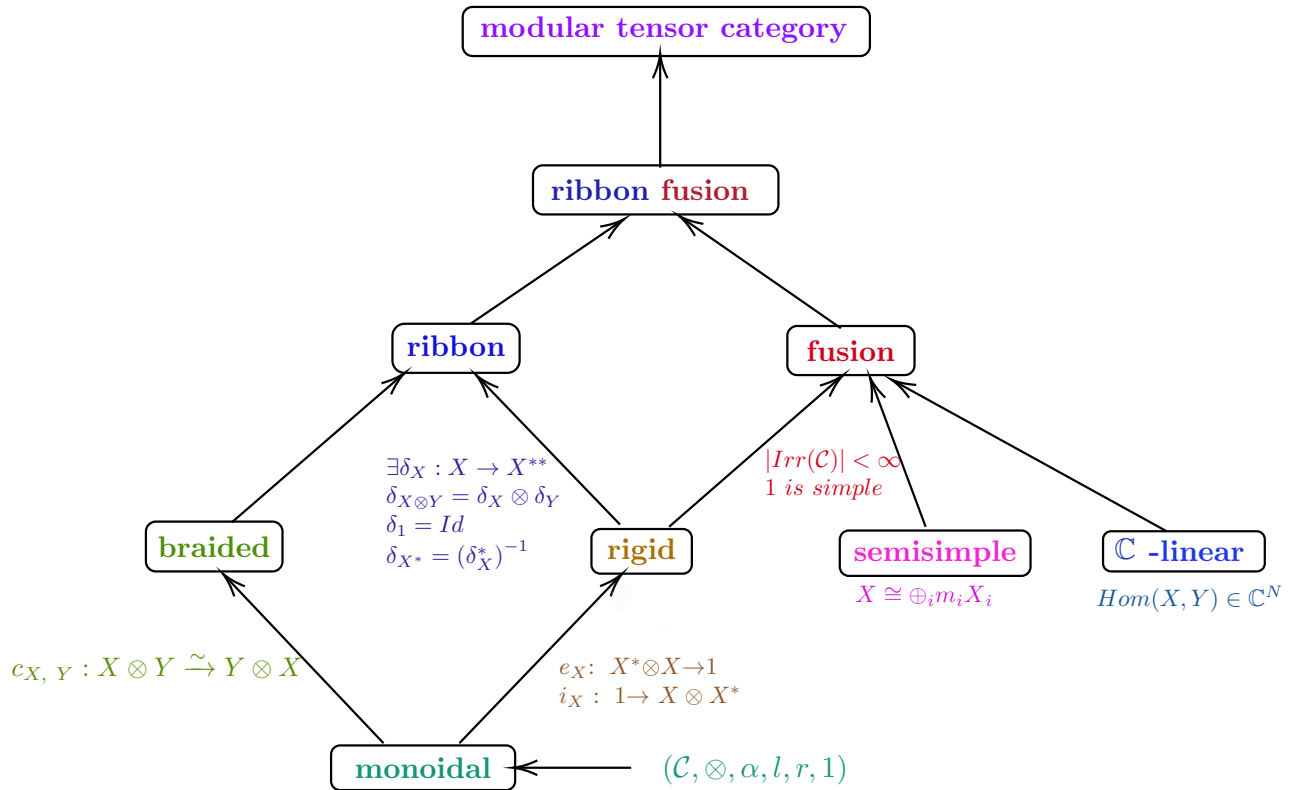 modular tensor category
ribbon fusion
ribbon
fusion
∃δ_X : X → X**
δ_{X⊗Y} = δ_X ⊗ δ_Y
δ_1 = Id
δ_{X*} = (δ*_X)^{-1}
|Irr(𝒞)| < ∞
1 is simple
braided
rigid
semisimple
ℂ -linear
X ≅ ⊕_i m_i X_i
Hom(X, Y) ∈ ℂ^N
c_{X, Y} : X ⊗ Y ⥲ Y ⊗ X
e_X: X*⊗X→1
i_X : 1→ X ⊗ X*
monoidal
(𝒞, ⊗, α, l, r, 1)